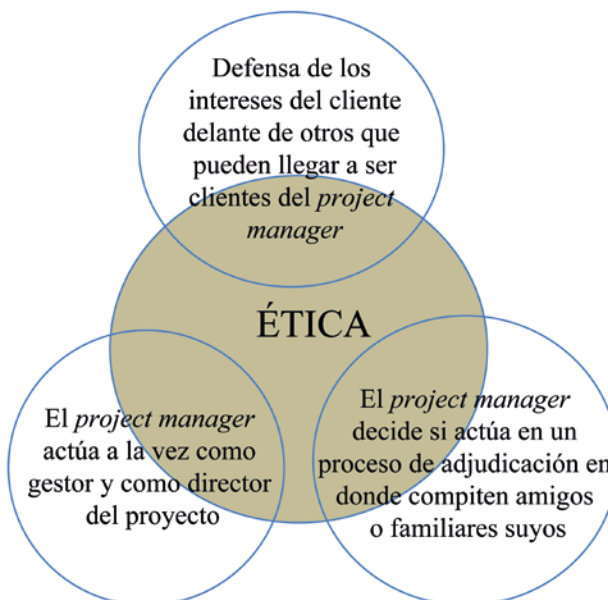 Defensa de los
intereses del cliente
delante de otros que
pueden llegar a ser
clientes del project
manager
ÉTICA
El project manager
actúa a la vez como
gestor y como director
del proyecto
El project manager
decide si actúa en un
proceso de adjudicación en
donde compiten amigos
o familiares suyos